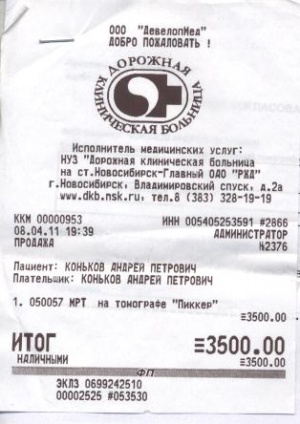 ООО "ДевелопМед"
ДОБРО ПОЖАЛОВАТЬ !
ДОРОЖНАЯ
КЛИНИЧЕСКАЯ БОЛЬНИЦА
Исполнитель медицинских услуг:
НУЗ "Дорожная клиническая больница
на ст.Новосибирск-Главный ОАО "РЖД"
г.Новосибирск, Владимировский спуск, д.2а
www.dkb.nsk.ru, тел.8 (383) 328-19-19
ККМ 00000953 ИНН 005405253591 #2866
08.04.11 19:39 АДМИНИСТРАТОР
ПРОДАЖА №2376
Пациент: КОНЬКОВ АНДРЕЙ ПЕТРОВИЧ
Плательщик: КОНЬКОВ АНДРЕЙ ПЕТРОВИЧ
1. 050057 МРТ на томографе "Пиккер"
≡3500.00
ИТОГ ≡3500.00
НАЛИЧНЫМИ ≡3500.00
ФП
ЭКЛЗ 0699242510
00002525 #053530